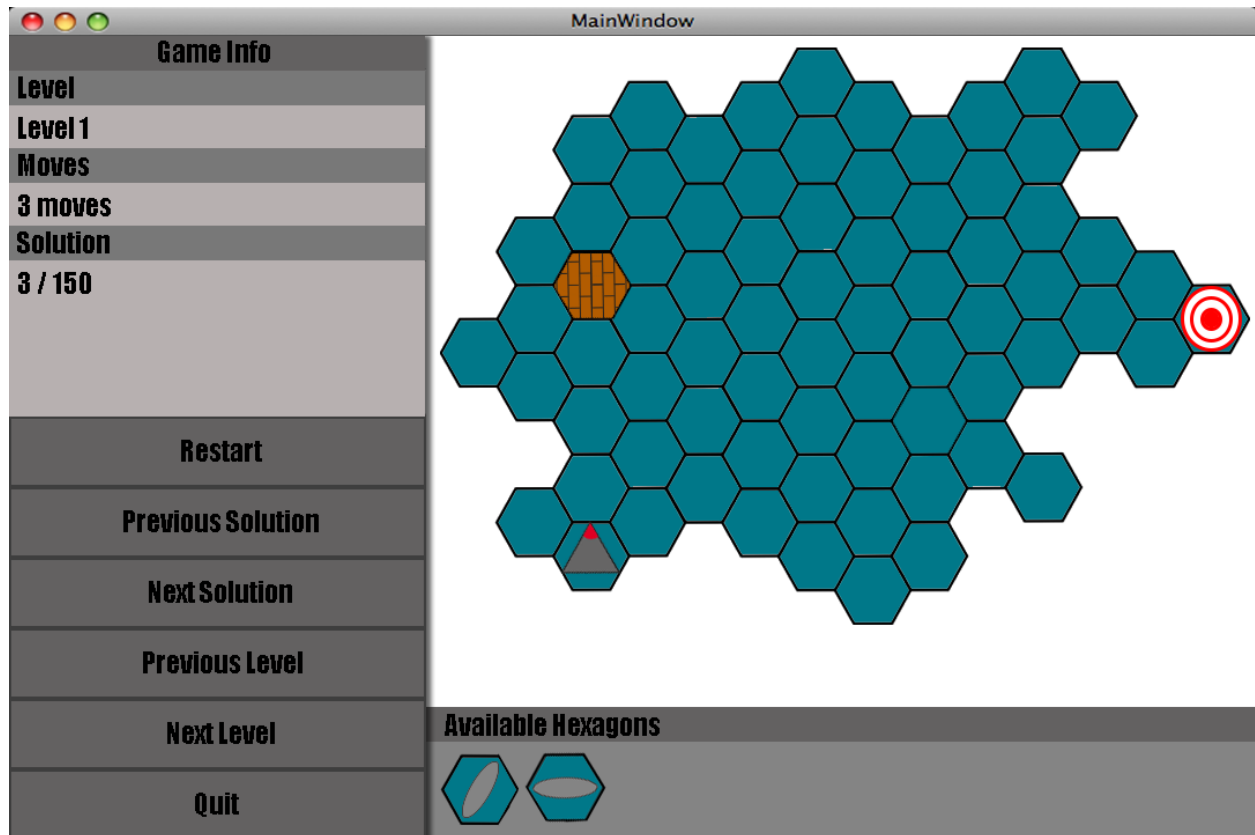 MainWindow
Game Info
Level
Level 1
Moves
3 moves
Solution
3 / 150
Restart
Previous Solution
Next Solution
Previous Level
Next Level
Quit
Available Hexagons